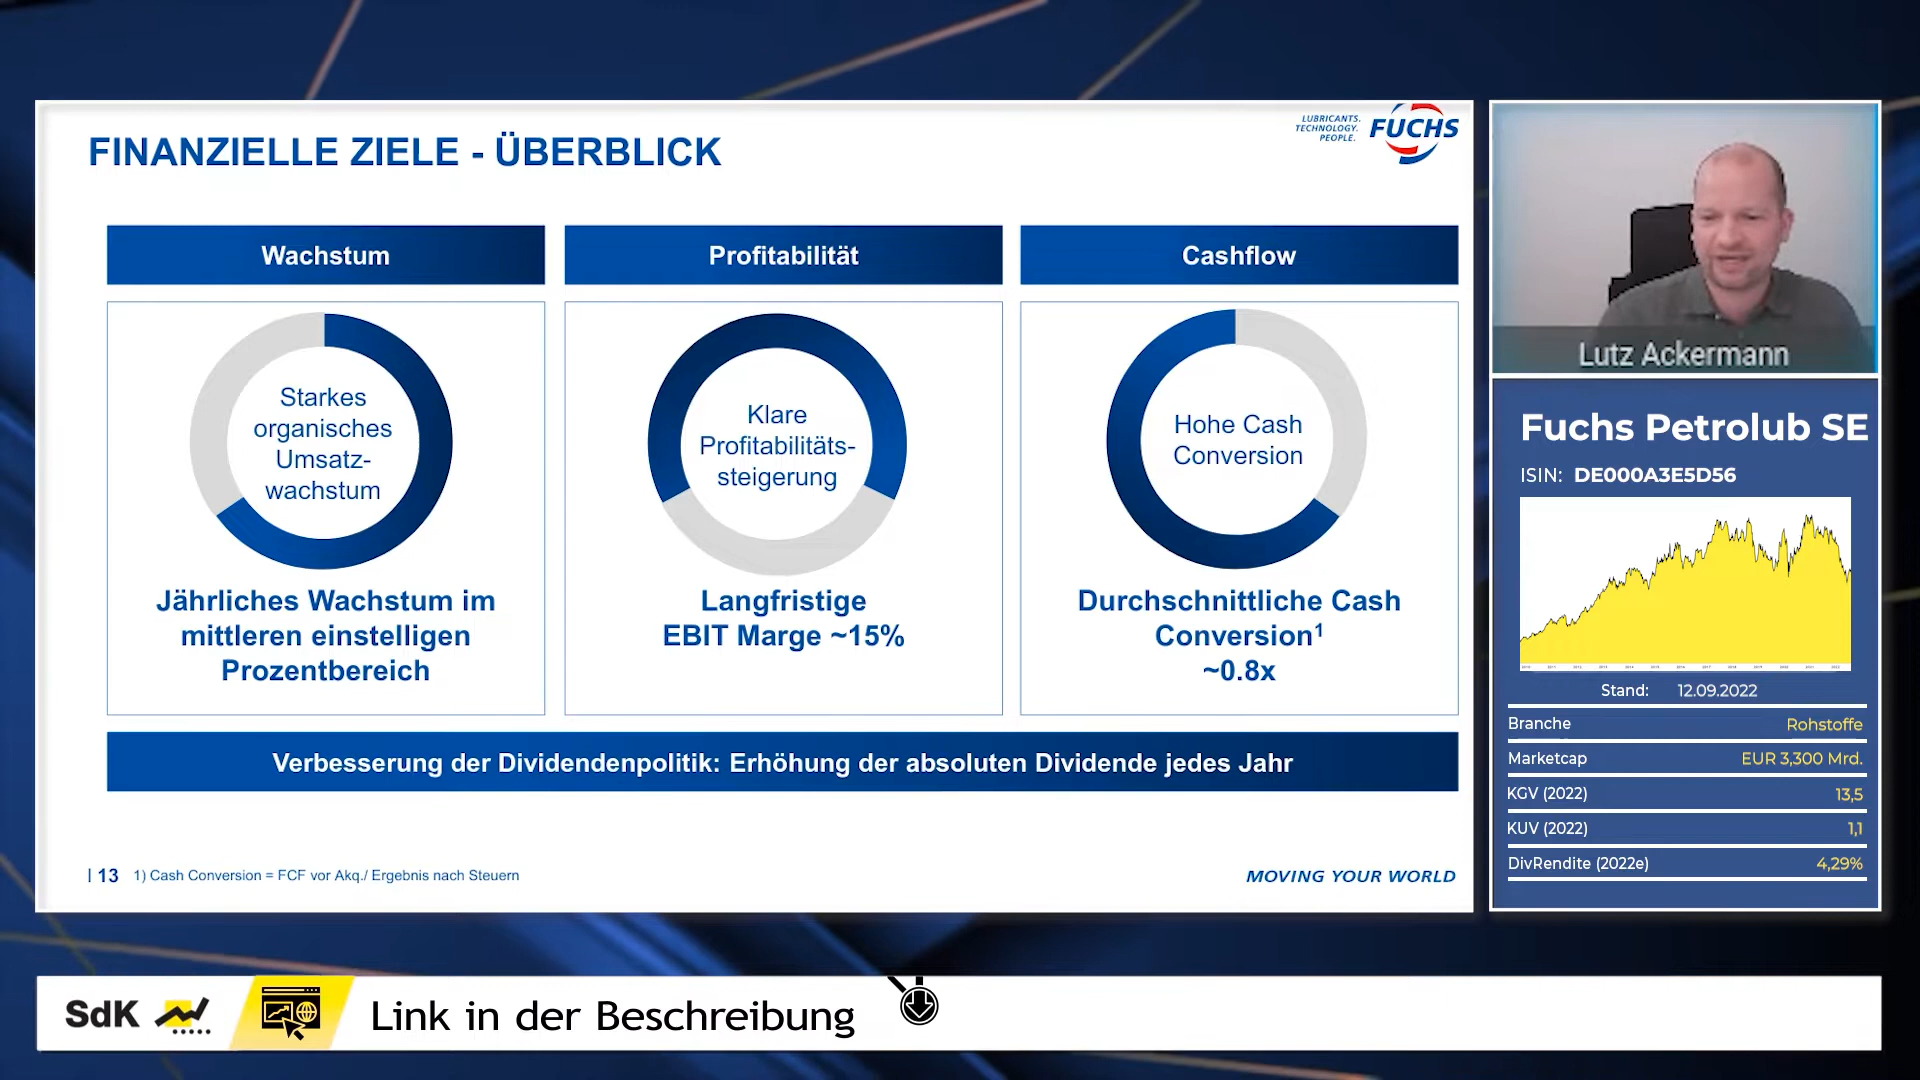 FINANZIELLE ZIELE - ÜBERBLICK
LUBRICANTS.
TECHNOLOGY.
PEOPLE.
FUCHS
Wachstum
Starkes
organisches
Umsatz-
wachstum
Jährliches Wachstum im
mittleren einstelligen
Prozentbereich
Profitabilität
Klare
Profitabilitäts-
steigerung
Langfristige
EBIT Marge ~15%
Cashflow
Hohe Cash
Conversion
Durchschnittliche Cash
Conversion¹
~0.8x
Verbesserung der Dividendenpolitik: Erhöhung der absoluten Dividende jedes Jahr
| 13 1) Cash Conversion = FCF vor Akq./ Ergebnis nach Steuern
MOVING YOUR WORLD
Lutz Ackermann
Fuchs Petrolub SE
ISIN: DE000A3E5D56
Stand: 12.09.2022
Branche Rohstoffe
Marketcap EUR 3,300 Mrd.
KGV (2022) 13,5
KUV (2022) 1,1
DivRendite (2022e) 4,29%
SdK
Link in der Beschreibung